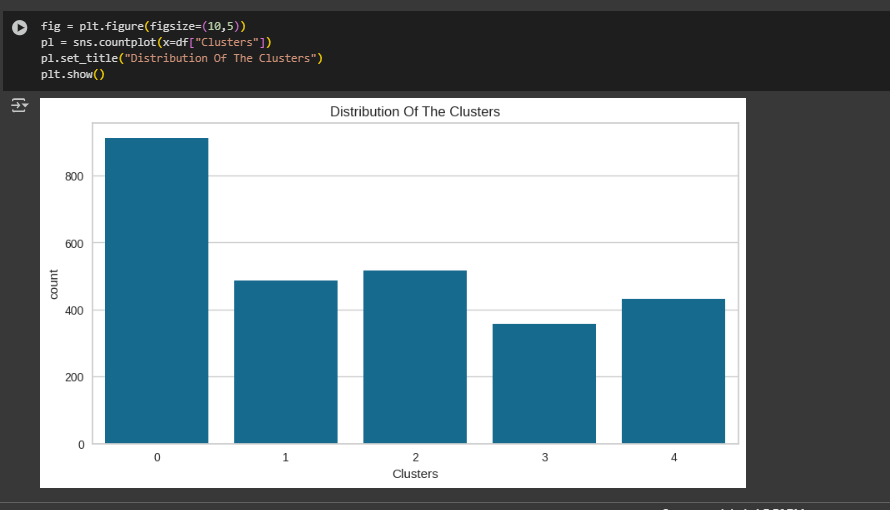 fig = plt.figure(figsize=(10,5))
pl = sns.countplot(x=df["Clusters"])
pl.set_title("Distribution Of The Clusters")
plt.show()
Distribution Of The Clusters
800
600
400
200
0
count
0 1 2 3 4
Clusters